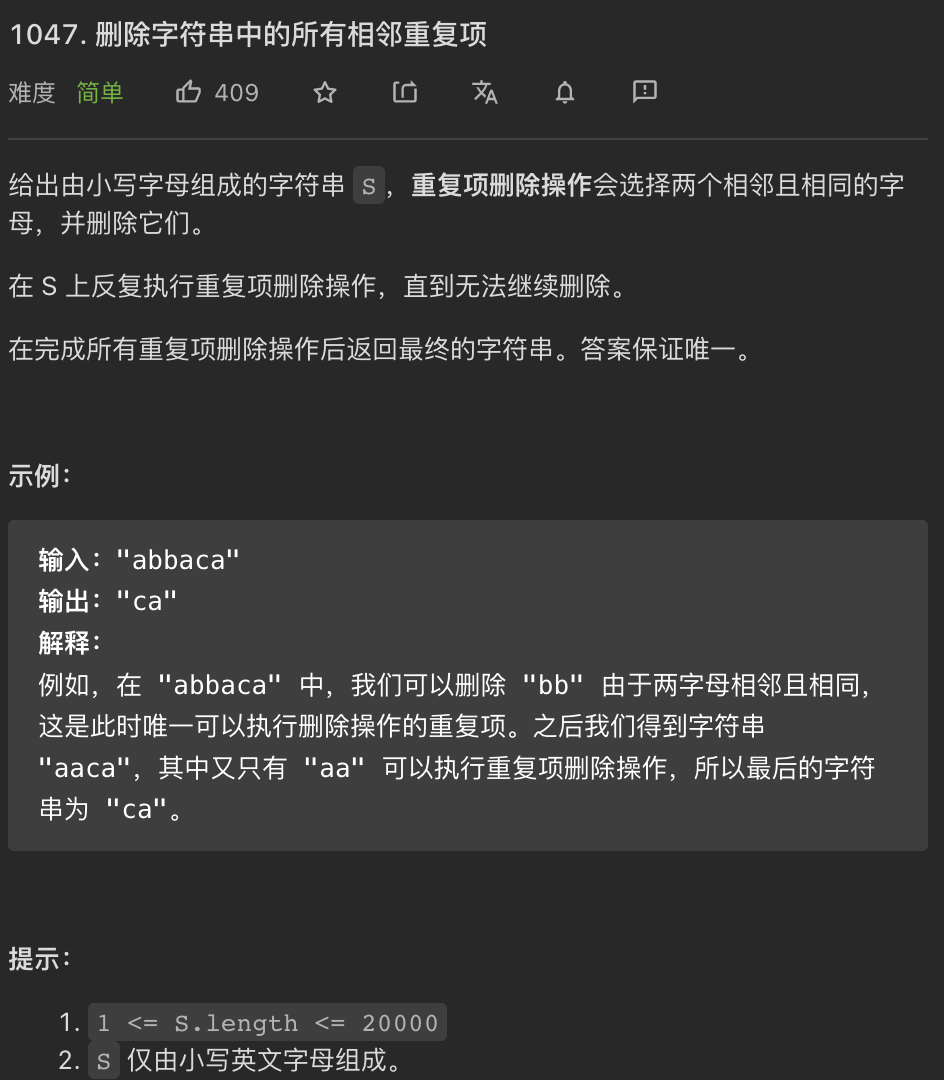 1047. 删除字符串中的所有相邻重复项
难度 简单 409
给出由小写字母组成的字符串 S，重复项删除操作会选择两个相邻且相同的字
母，并删除它们。
在 S 上反复执行重复项删除操作，直到无法继续删除。
在完成所有重复项删除操作后返回最终的字符串。答案保证唯一。
示例：
输入："abbaca"
输出："ca"
解释：
例如，在 "abbaca" 中，我们可以删除 "bb" 由于两字母相邻且相同，
这是此时唯一可以执行删除操作的重复项。之后我们得到字符串
"aaca"，其中又只有 "aa" 可以执行重复项删除操作，所以最后的字符
串为 "ca"。
提示：
1. 1 <= S.length <= 20000
2. S 仅由小写英文字母组成。